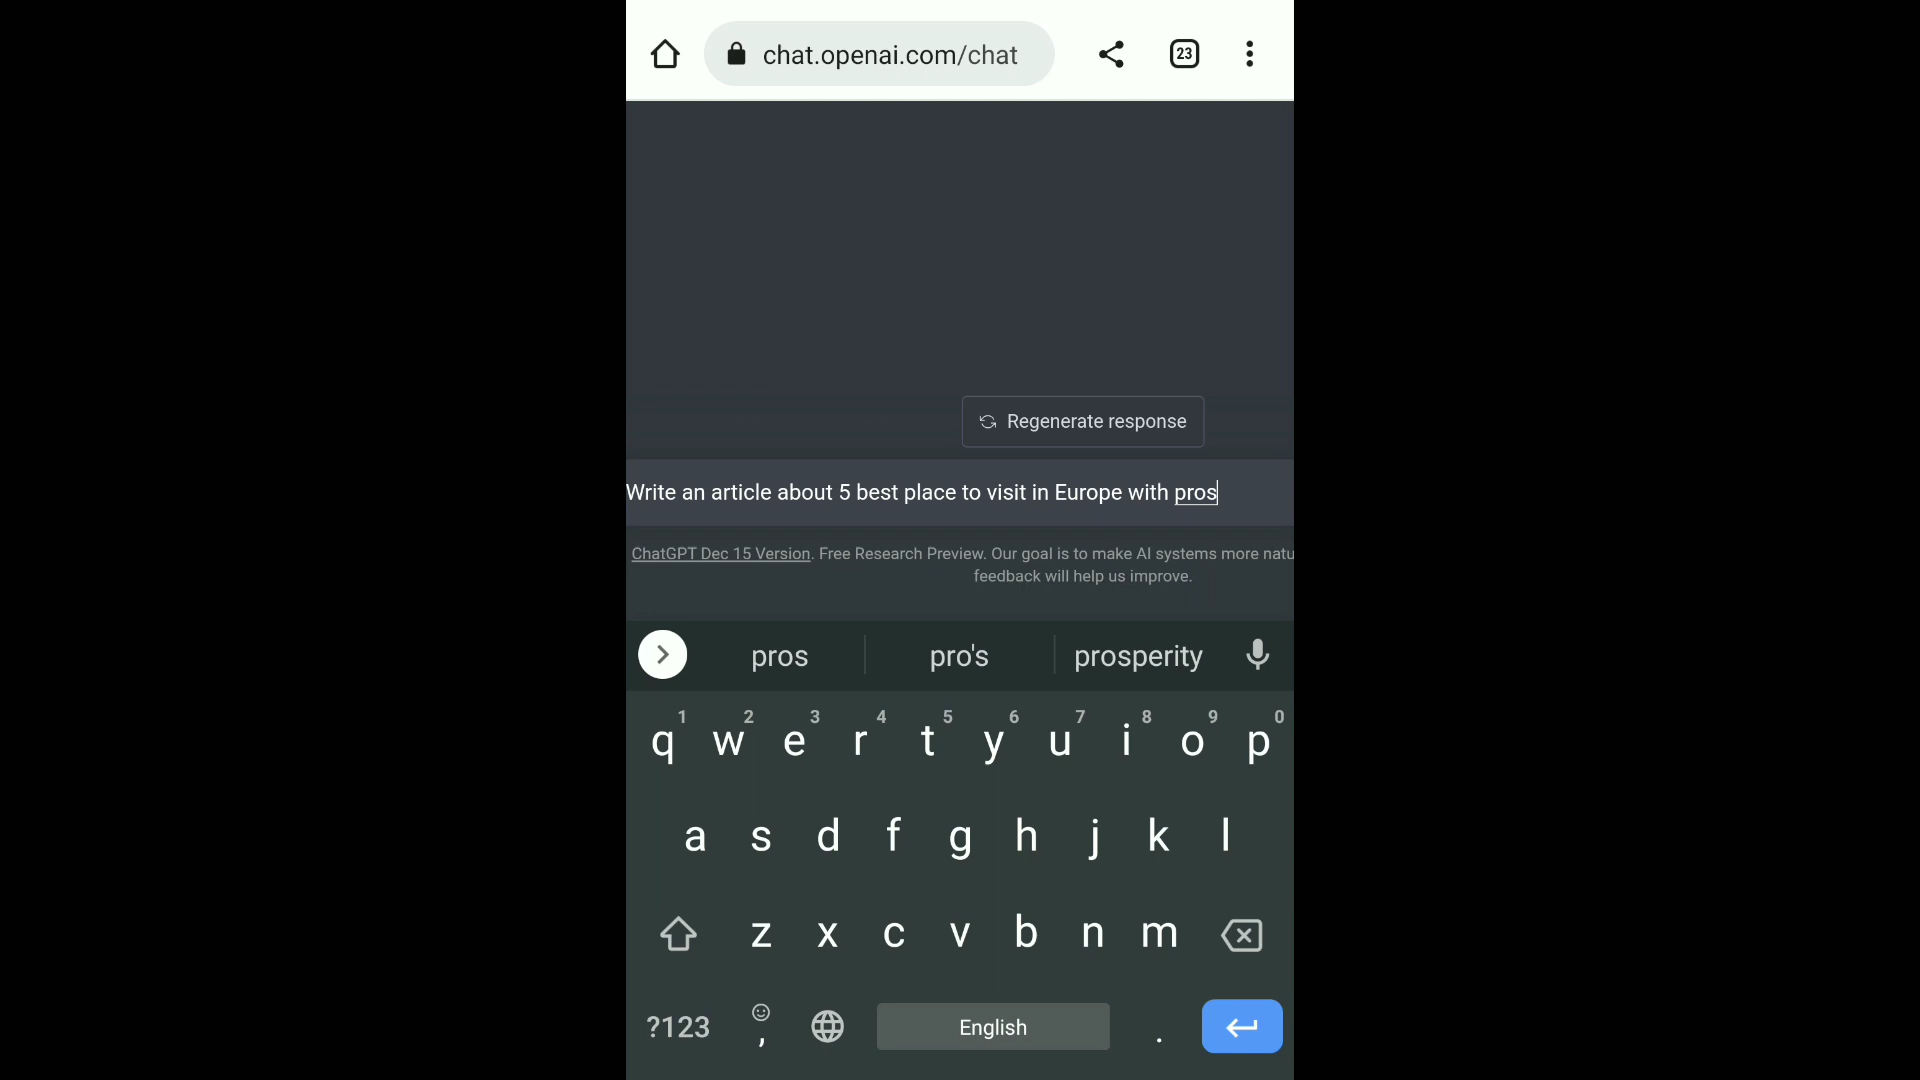 chat.openai.com/chat
23
Regenerate response
Write an article about 5 best place to visit in Europe with pros
ChatGPT Dec 15 Version. Free Research Preview. Our goal is to make AI systems more natu
feedback will help us improve.
pros pro's prosperity
1 2 3 4 5 6 7 8 9 0
q w e r t y u i o p
a s d f g h j k l
z x c v b n m
?123 , English .